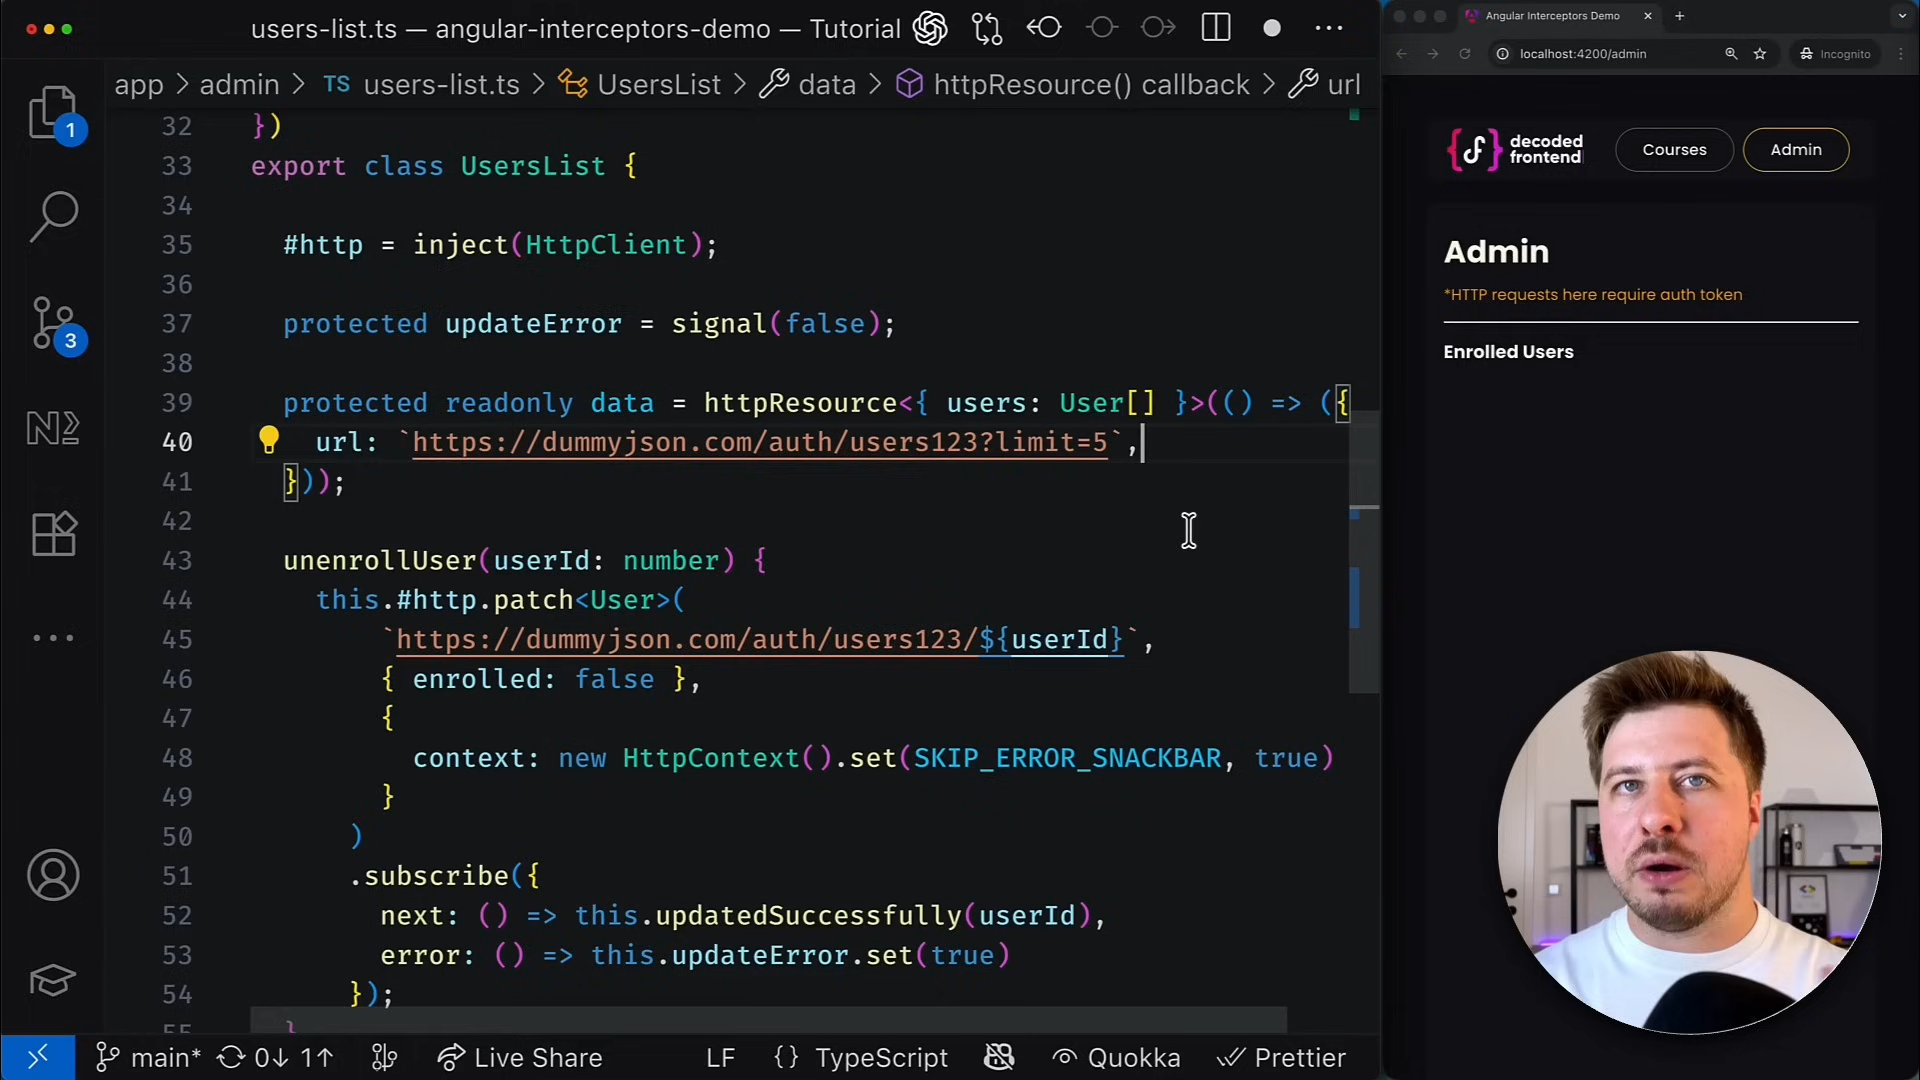 users-list.ts — angular-interceptors-demo — Tutorial
app > admin > TS users-list.ts > UsersList > data > httpResource() callback > url
32 })
33 export class UsersList {
34
35 #http = inject(HttpClient);
36
37 protected updateError = signal(false);
38
39 protected readonly data = httpResource<{ users: User[] }>(() => ({
40 url: `https://dummyjson.com/auth/users123?limit=5`,
41 }));
42
43 unenrollUser(userId: number) {
44 this.#http.patch<User>(
45 `https://dummyjson.com/auth/users123/${userId}`,
46 { enrolled: false },
47 {
48 context: new HttpContext().set(SKIP_ERROR_SNACKBAR, true)
49 }
50 )
51 .subscribe({
52 next: () => this.updatedSuccessfully(userId),
53 error: () => this.updateError.set(true)
54 });
55 }
1
3
main* 0↓ 1↑ Live Share LF {} TypeScript Quokka Prettier
Angular Interceptors Demo
localhost:4200/admin Incognito
decoded
frontend
Courses Admin
Admin
*HTTP requests here require auth token
Enrolled Users